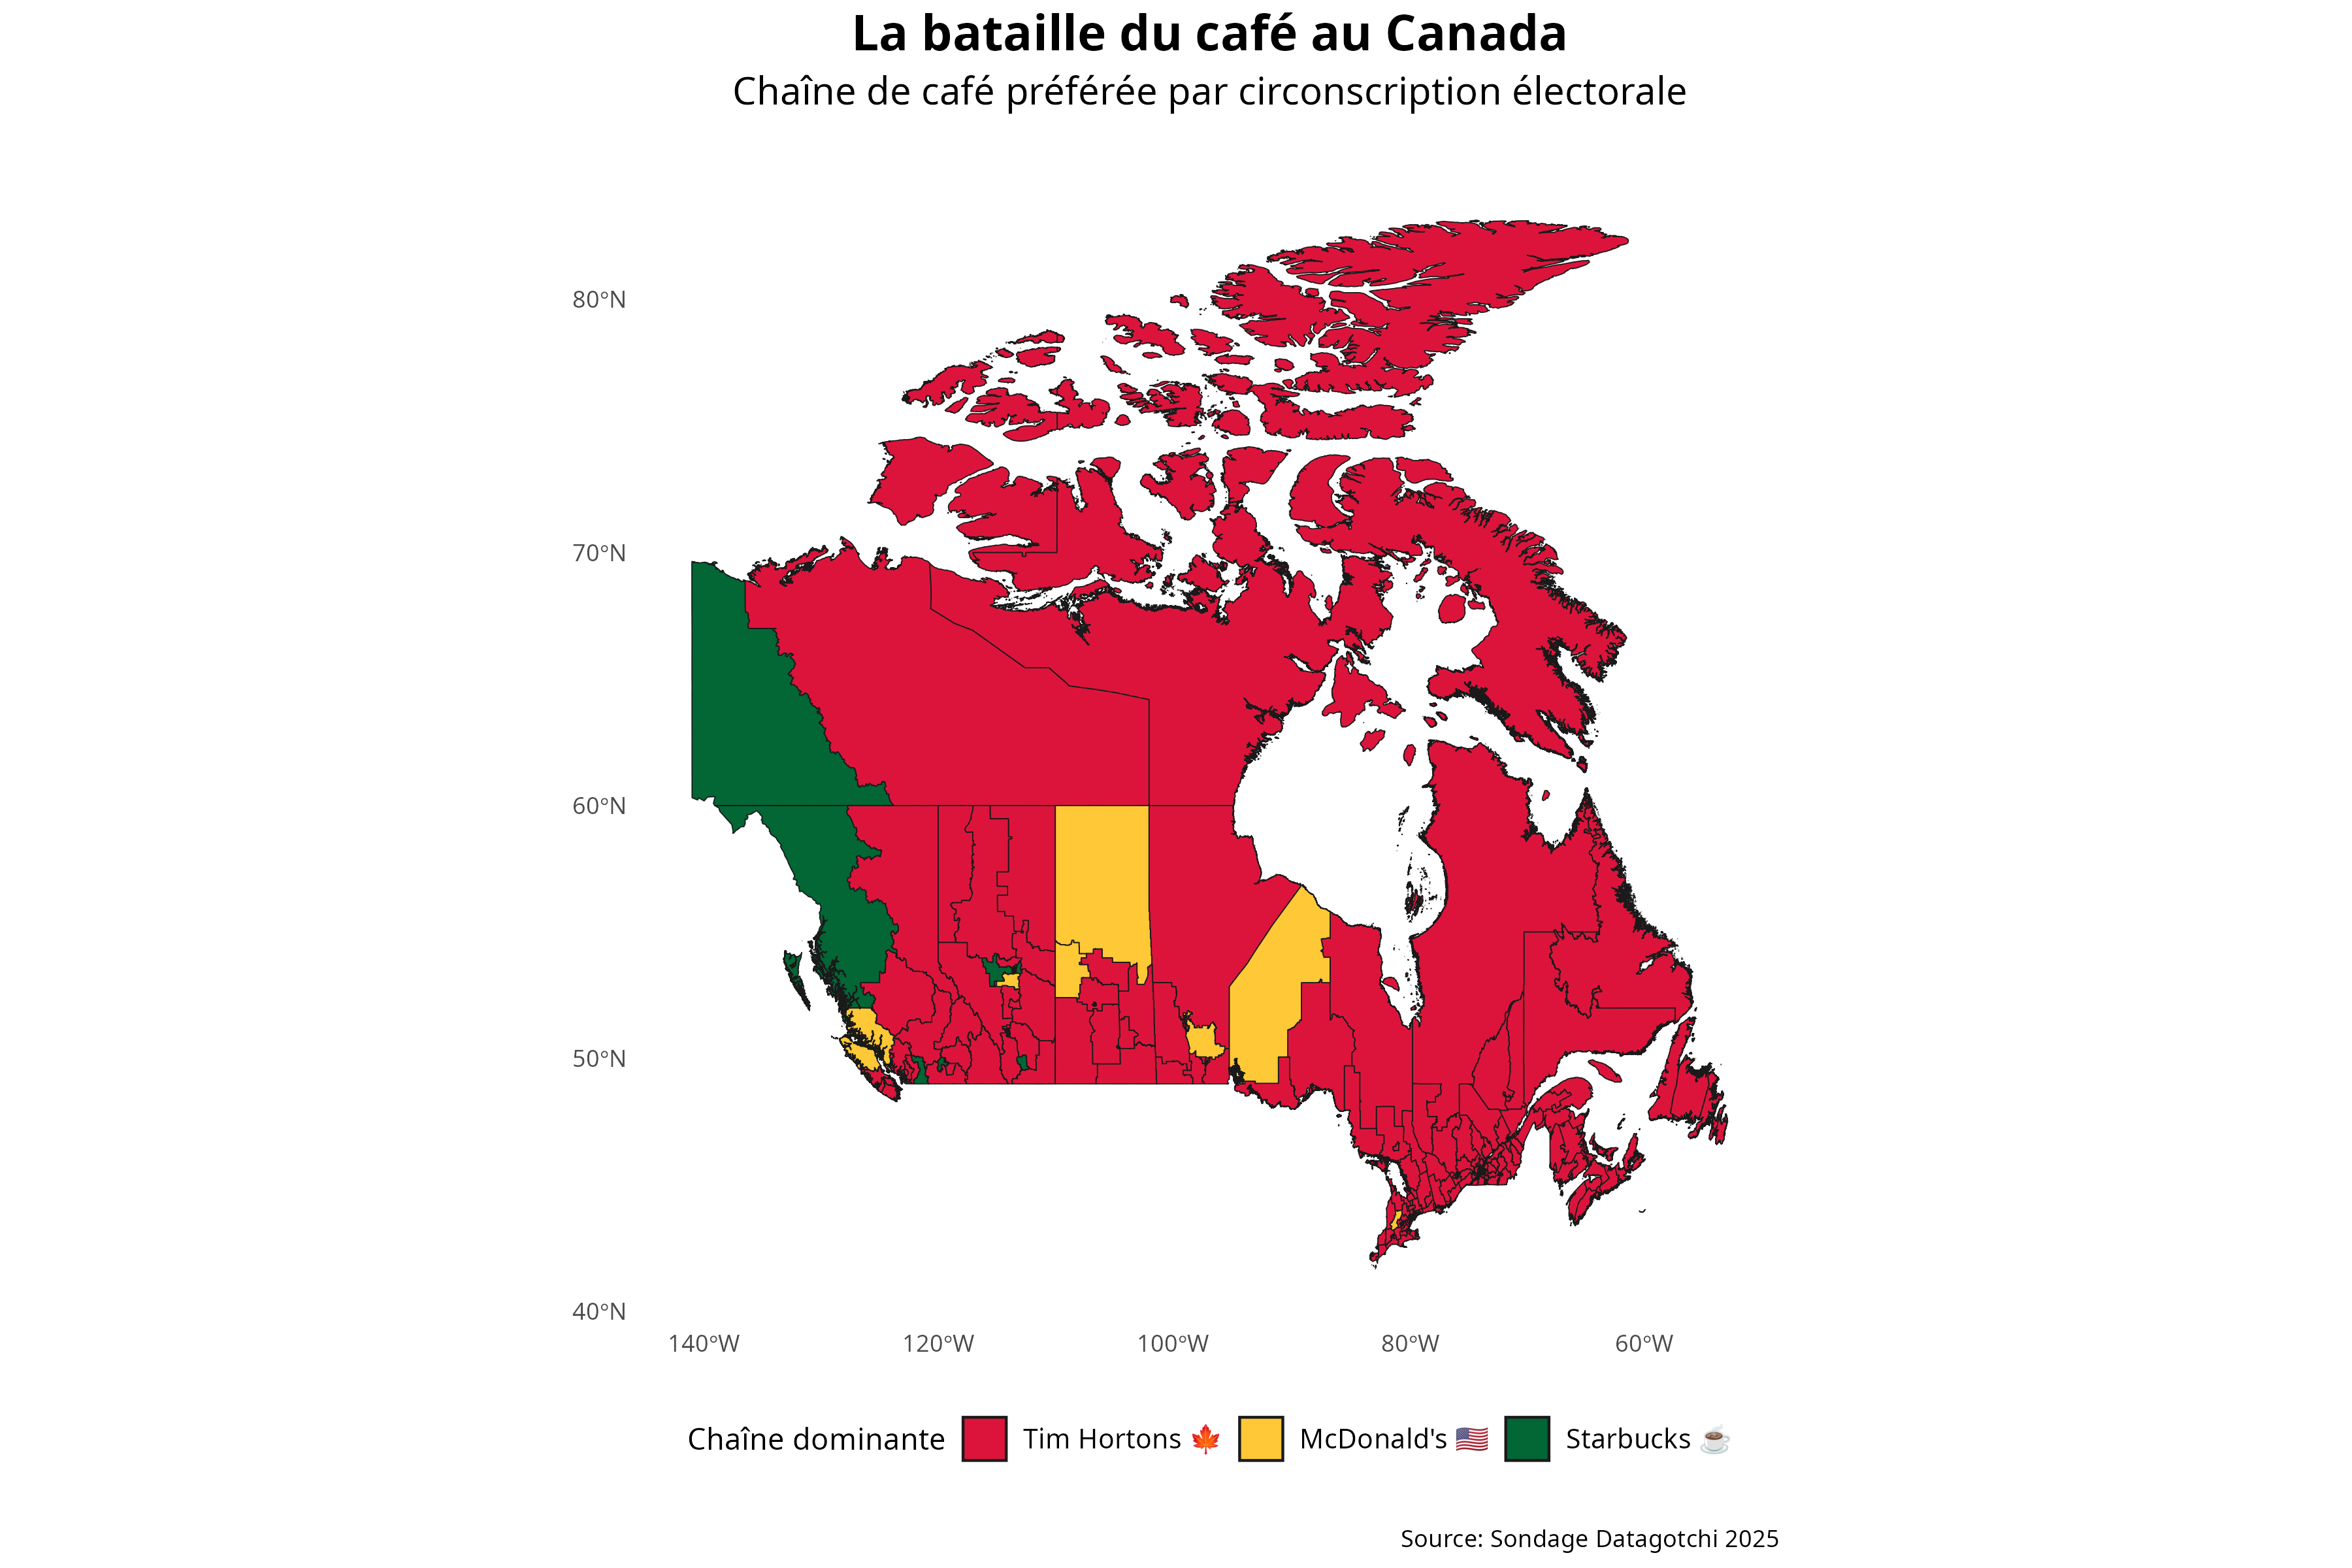 La bataille du café au Canada
Chaîne de café préférée par circonscription électorale
80°N
70°N
60°N
50°N
40°N
140°W 120°W 100°W 80°W 60°W
Chaîne dominante Tim Hortons 🍁 McDonald's 🇺🇸 Starbucks ☕
Source: Sondage Datagotchi 2025